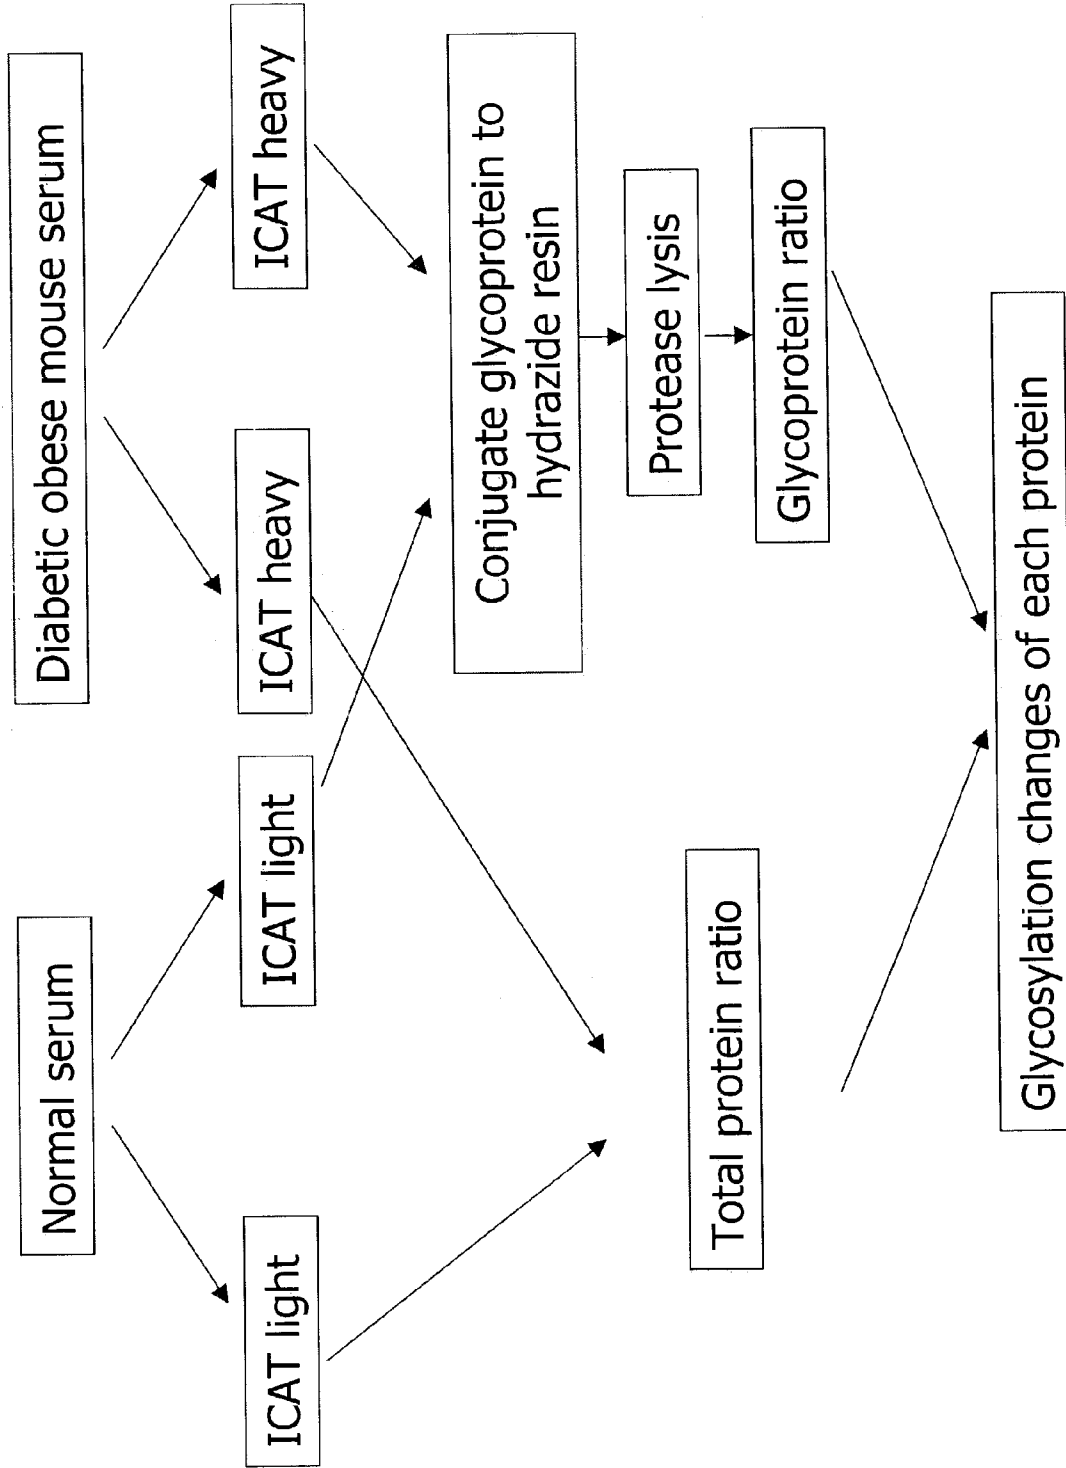 Normal serum
Diabetic obese mouse serum
ICAT light
ICAT light
ICAT heavy
ICAT heavy
Conjugate glycoprotein to
hydrazide resin
Protease lysis
Total protein ratio
Glycoprotein ratio
Glycosylation changes of each protein